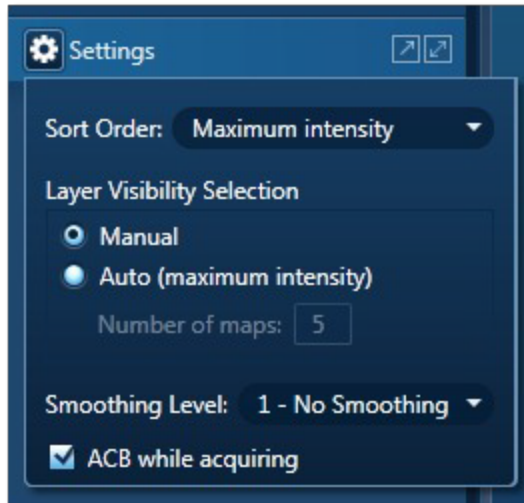 Settings
Sort Order: Maximum intensity
Layer Visibility Selection
Manual
Auto (maximum intensity)
Number of maps: 5
Smoothing Level: 1 - No Smoothing
ACB while acquiring